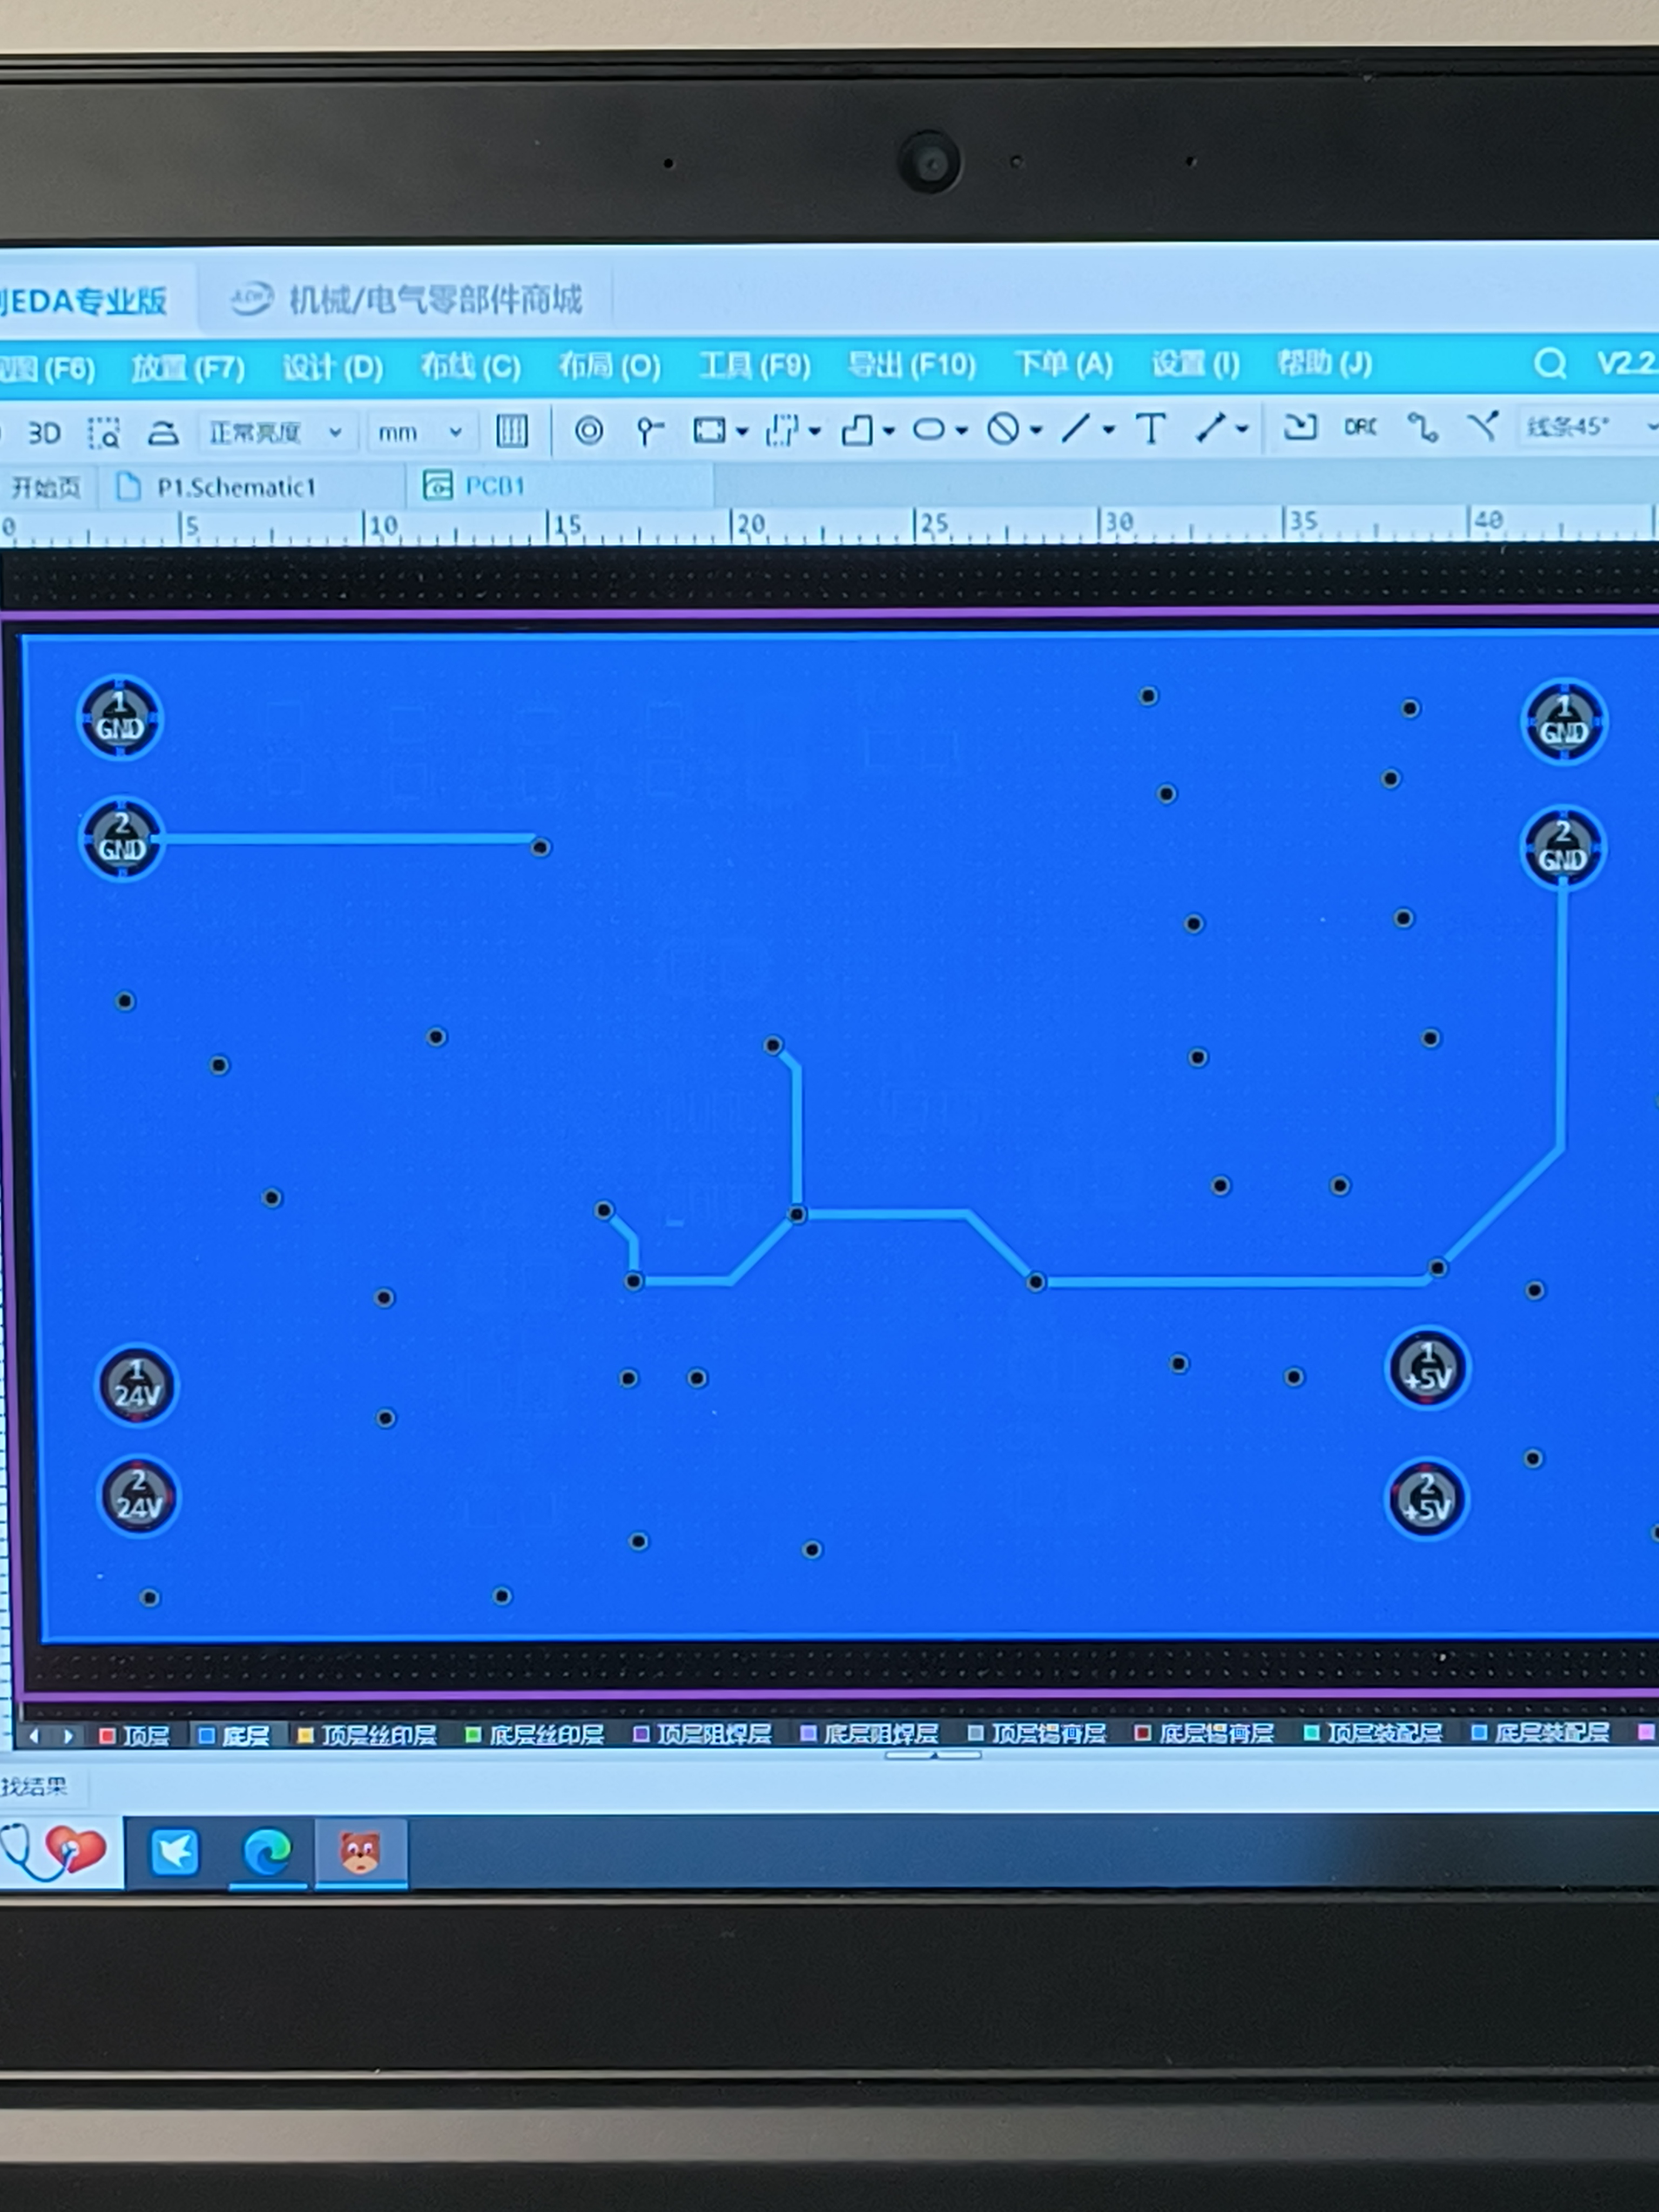 EDA专业版 机械/电气零部件商城
(F6) 放置 (F7) 设计 (D) 布线 (C) 布局 (O) 工具 (F9) 导出 (F10) 下单 (A) 设置 (I) 帮助 (J) V2.2.
3D 正常亮度 mm T DRC 线条45°
开始页 P1.Schematic1 PCB1
0 5 10 15 20 25 30 35 40
1
GND
1
GND
2
GND
2
GND
1
24V
1
+5V
2
24V
2
+5V
顶层 底层 顶层丝印层 底层丝印层 顶层阻焊层 底层阻焊层 顶层锡膏层 底层锡膏层 顶层装配层 底层装配层
找结果